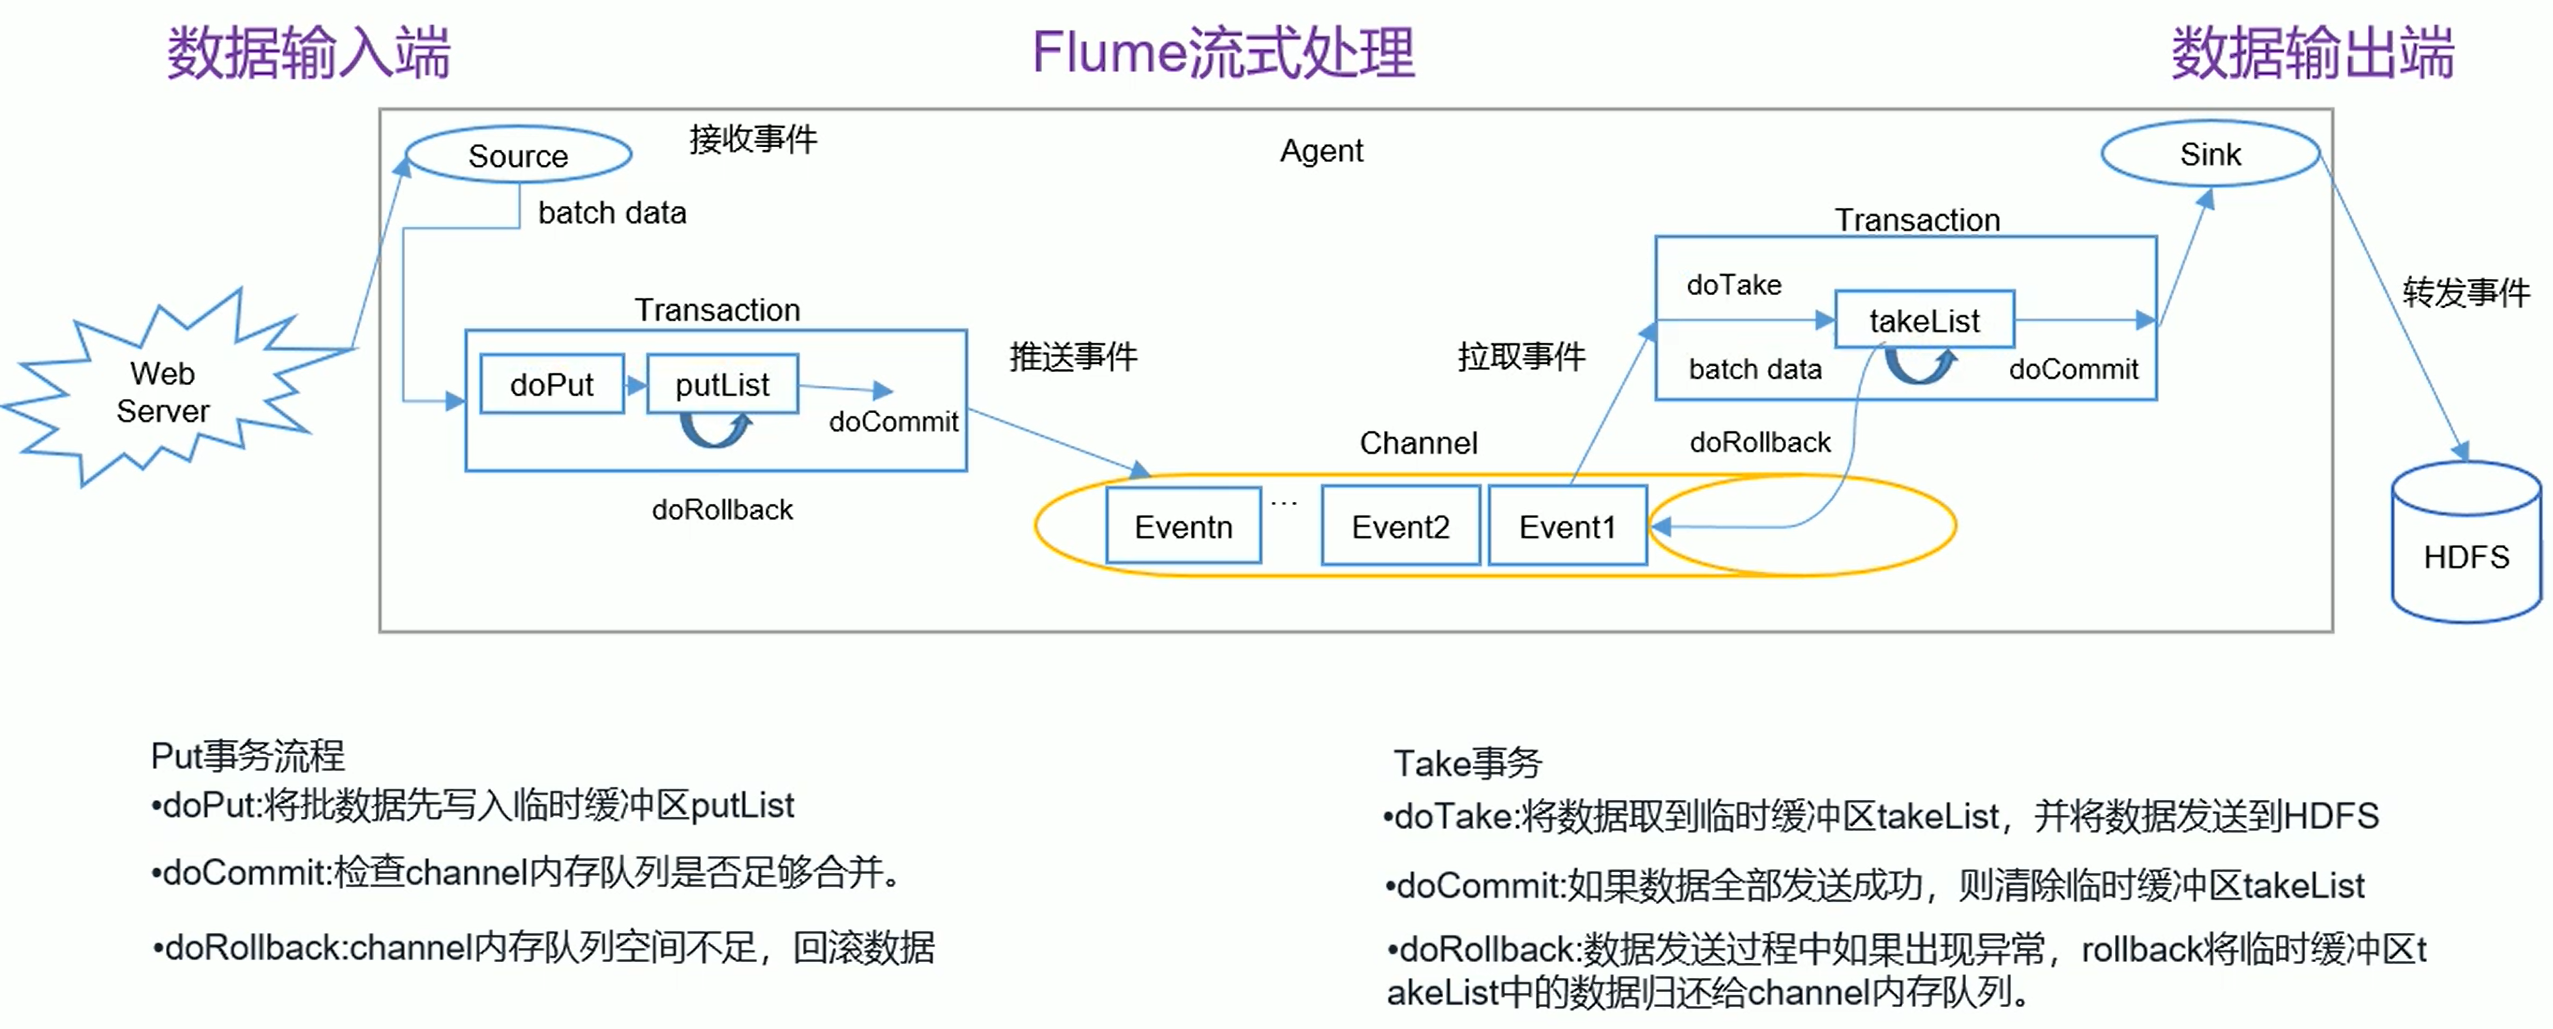 数据输入端
Flume流式处理
数据输出端
Source
接收事件
Agent
Sink
batch data
Transaction
doTake
takeList
batch data
doCommit
转发事件
Web
Server
Transaction
doPut
putList
doCommit
推送事件
拉取事件
doRollback
Channel
doRollback
Eventn
...
Event2
Event1
HDFS
Put事务流程
•doPut:将批数据先写入临时缓冲区putList
•doCommit:检查channel内存队列是否足够合并。
•doRollback:channel内存队列空间不足，回滚数据
Take事务
•doTake:将数据取到临时缓冲区takeList，并将数据发送到HDFS
•doCommit:如果数据全部发送成功，则清除临时缓冲区takeList
•doRollback:数据发送过程中如果出现异常，rollback将临时缓冲区t
akeList中的数据归还给channel内存队列。